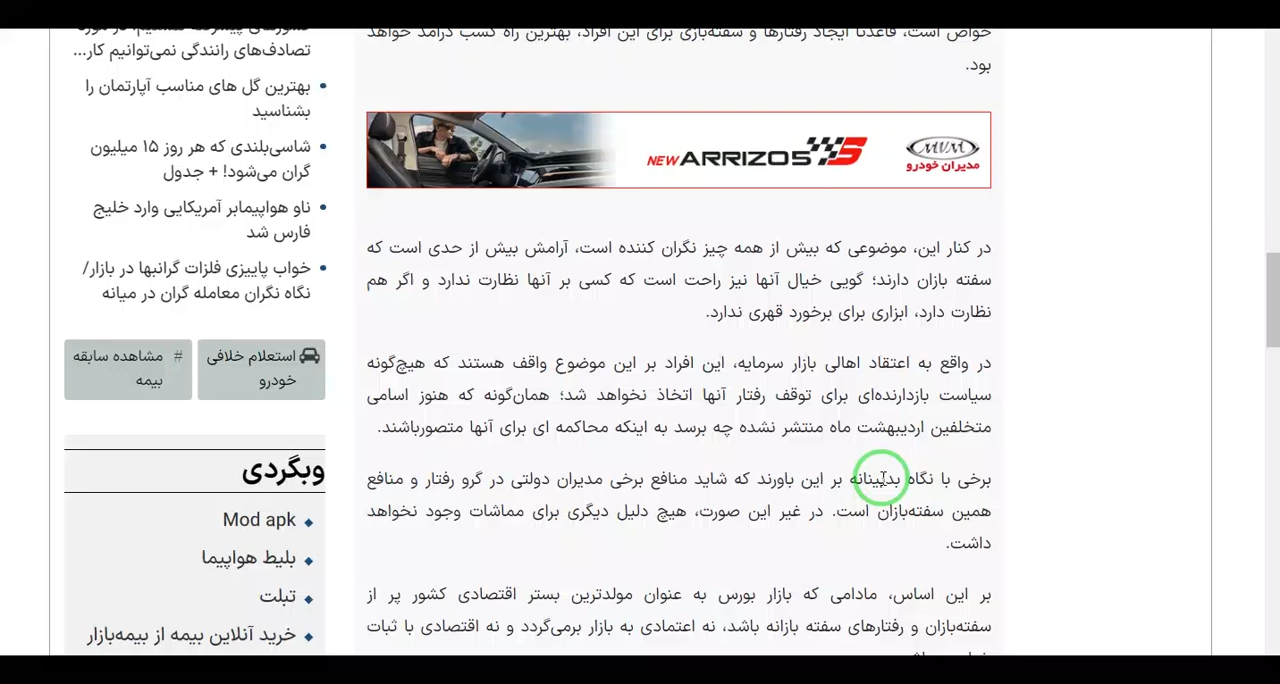 خواص است، قاعدتا ایجاد رفتارها و سفته‌بازی برای این افراد، بهترین راه کسب درآمد خواهد
بود.
NEW ARRIZO5
MVM
مدیران خودرو
در کنار این، موضوعی که بیش از همه چیز نگران کننده است، آرامش بیش از حدی است که
سفته بازان دارند؛ گویی خیال آنها نیز راحت است که کسی بر آنها نظارت ندارد و اگر هم
نظارت دارد، ابزاری برای برخورد قهری ندارد.
در واقع به اعتقاد اهالی بازار سرمایه، این افراد بر این موضوع واقف هستند که هیچ‌گونه
سیاست بازدارنده‌ای برای توقف رفتار آنها اتخاذ نخواهد شد؛ همان‌گونه که هنوز اسامی
متخلفین اردیبهشت ماه منتشر نشده چه برسد به اینکه محاکمه ای برای آنها متصورباشند.
برخی با نگاه بدبینانه بر این باورند که شاید منافع برخی مدیران دولتی در گرو رفتار و منافع
همین سفته‌بازان است. در غیر این صورت، هیچ دلیل دیگری برای مماشات وجود نخواهد
داشت.
بر این اساس، مادامی که بازار بورس به عنوان مولدترین بستر اقتصادی کشور پر از
سفته‌بازان و رفتارهای سفته بازانه باشد، نه اعتمادی به بازار برمی‌گردد و نه اقتصادی با ثبات
تصادف‌های رانندگی نمی‌توانیم کار...
بهترین گل های مناسب آپارتمان را
بشناسید
شاسی‌بلندی که هر روز ۱۵ میلیون
گران می‌شود! + جدول
ناو هواپیمابر آمریکایی وارد خلیج
فارس شد
خواب پاییزی فلزات گرانبها در بازار/
نگاه نگران معامله گران در میانه
استعلام خلافی
خودرو
# مشاهده سابقه
بیمه
وبگردی
Mod apk
بلیط هواپیما
تبلت
خرید آنلاین بیمه از بیمه‌بازار